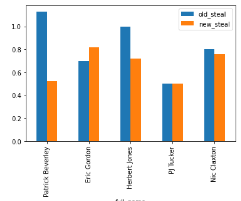 old_steal
new_steal
1.0
0.8
0.6
0.4
0.2
0.0
Patrick Beverley
Eric Gordon
Herbert Jones
PJ Tucker
Nic Claxton